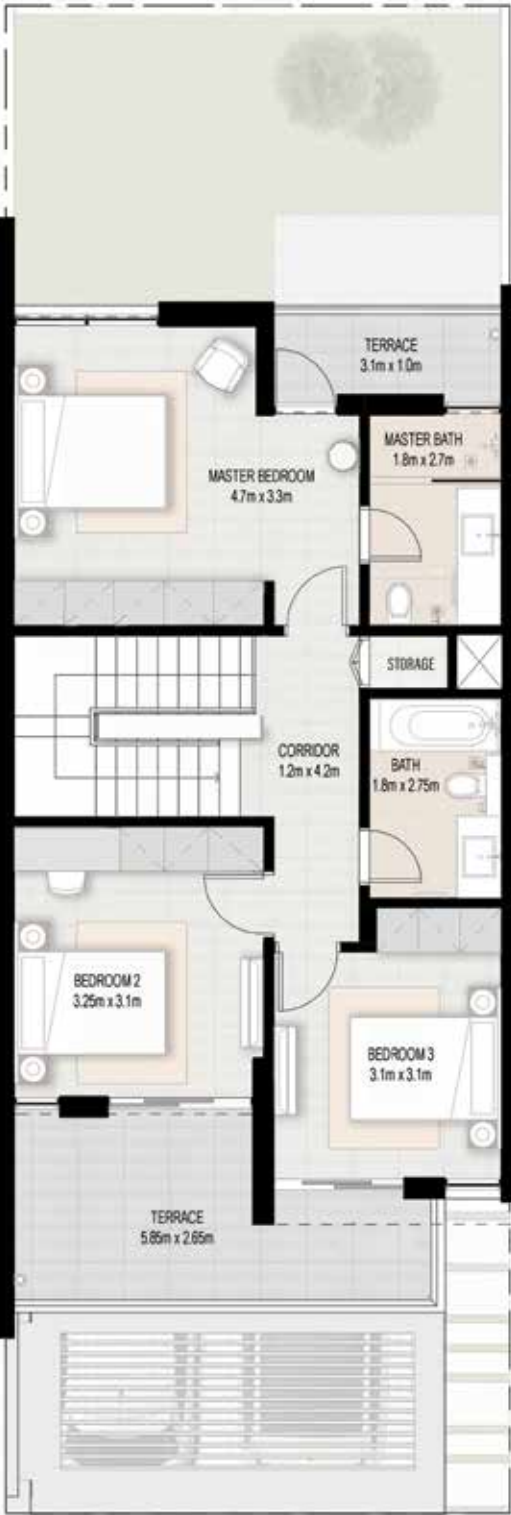 TERRACE
3.1m x 1.0m
MASTER BATH
1.8m x 2.7m
MASTER BEDROOM
4.7m x 3.3m
STORAGE
CORRIDOR
1.2m x 4.2m
BATH
1.8m x 2.75m
BEDROOM 2
3.25m x 3.1m
BEDROOM 3
3.1m x 3.1m
TERRACE
5.85m x 2.65m